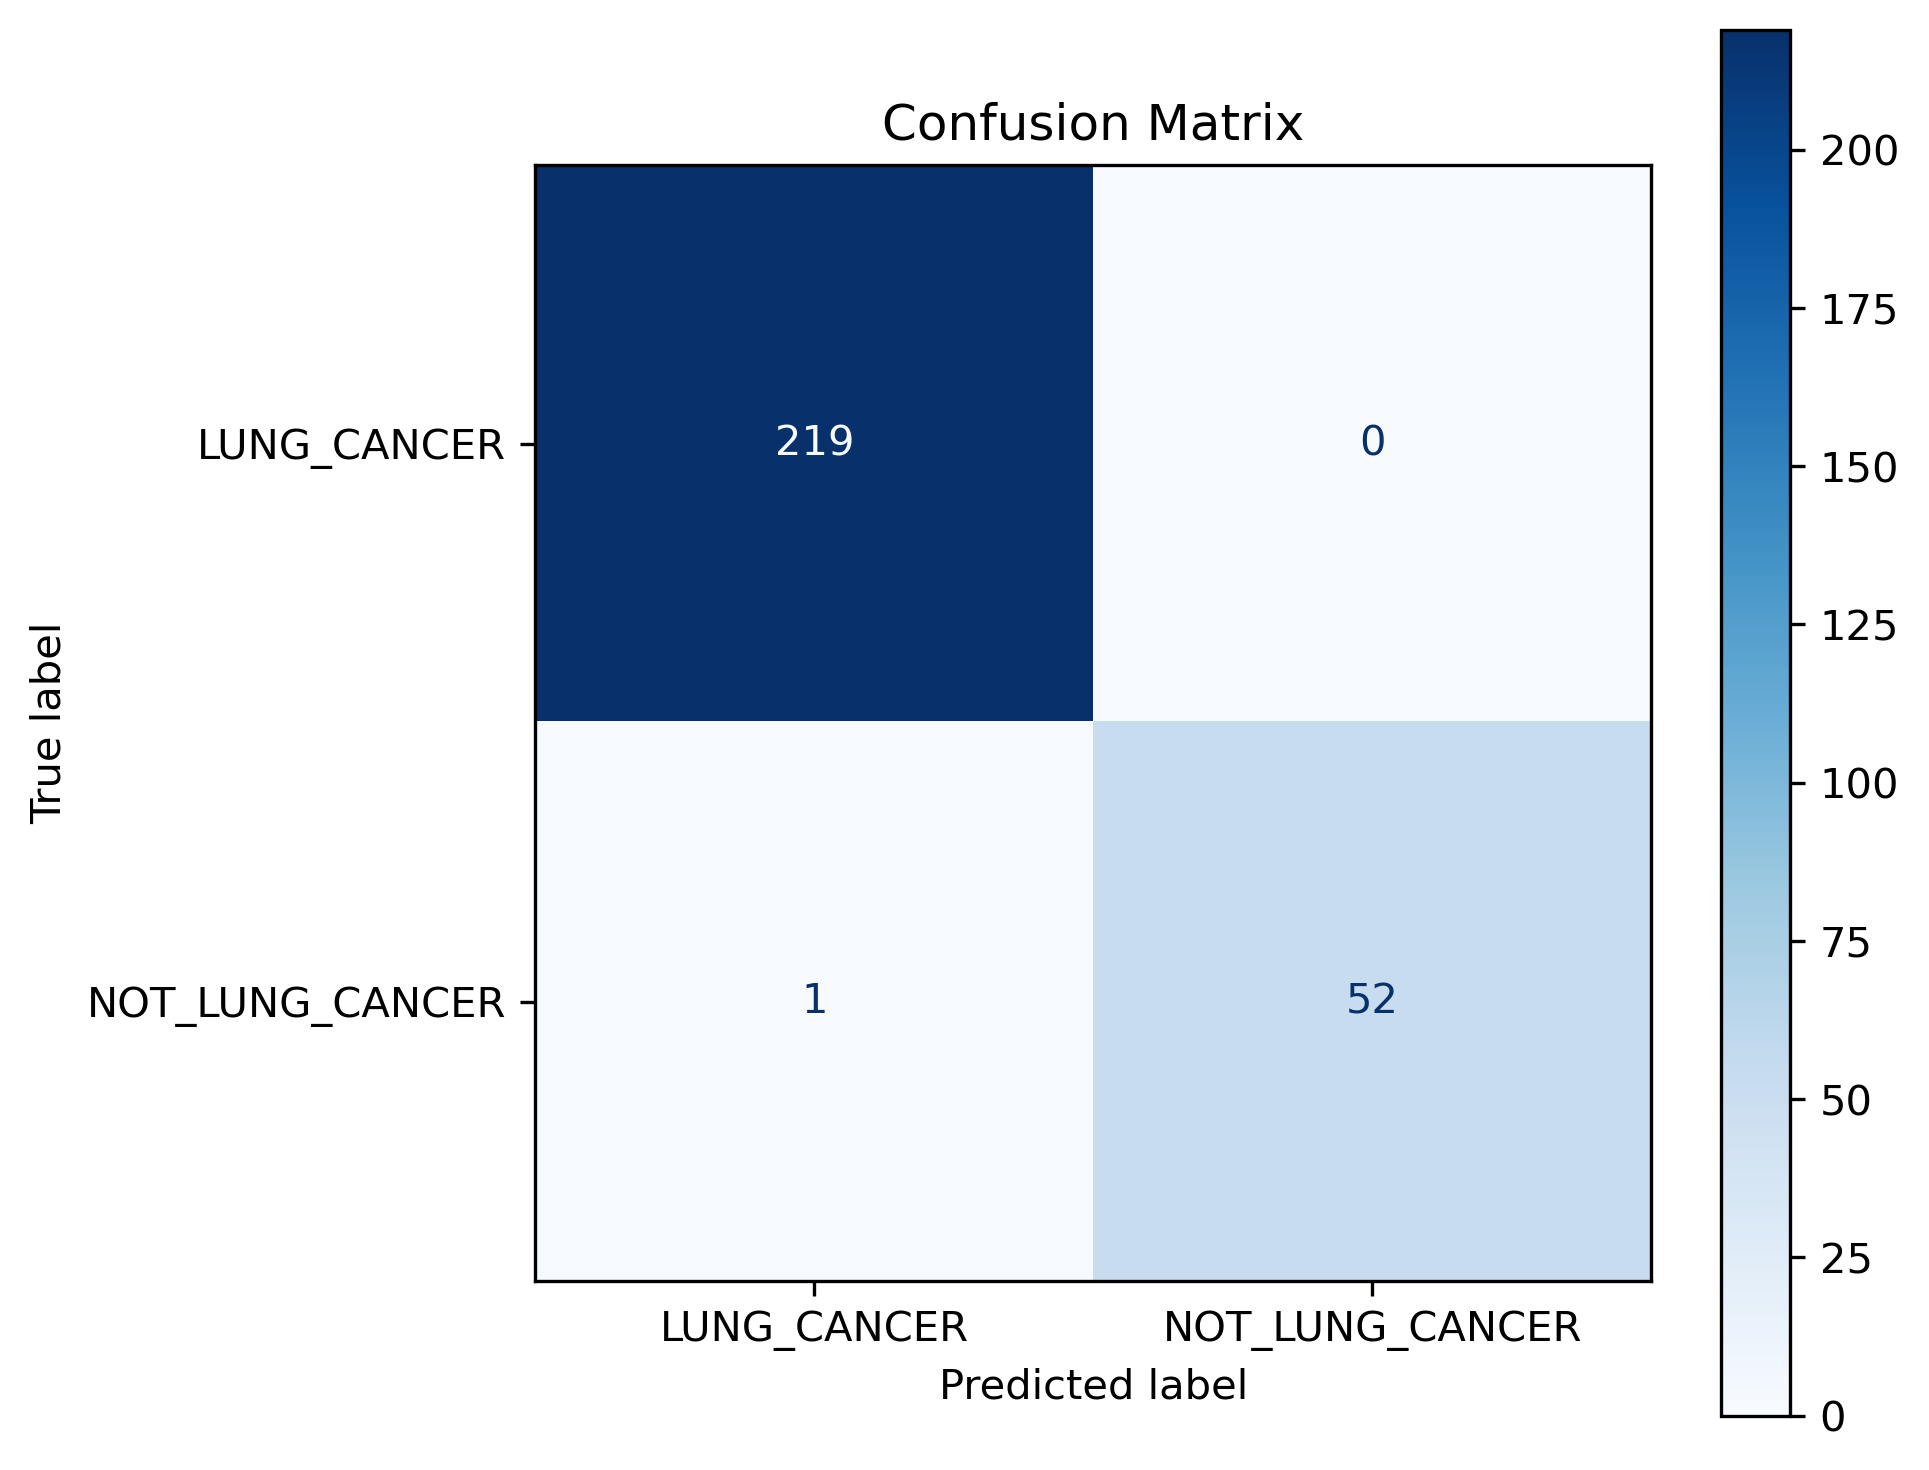 Confusion Matrix
LUNG_CANCER
219
0
NOT_LUNG_CANCER
1
52
True label
LUNG_CANCER
NOT_LUNG_CANCER
Predicted label
200
175
150
125
100
75
50
25
0